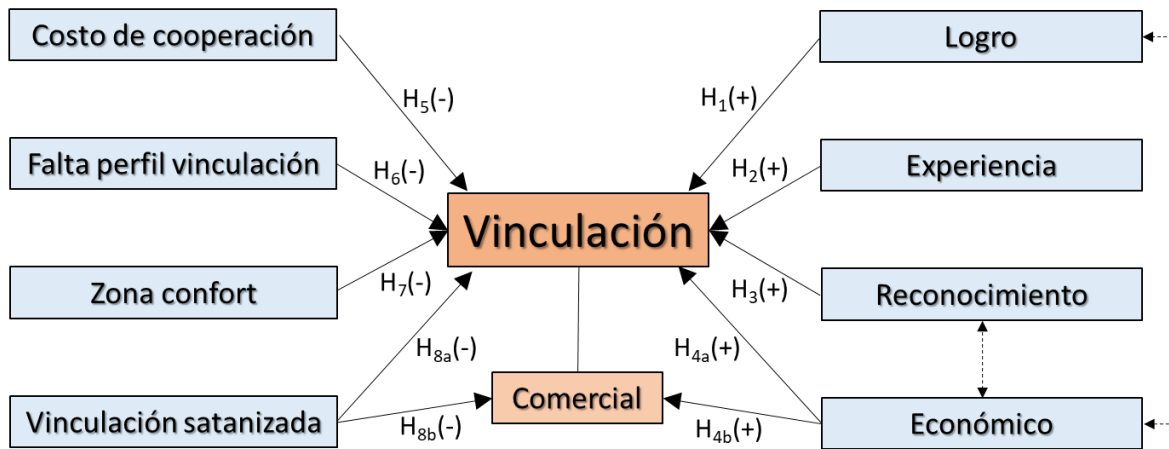 Costo de cooperación
Logro
H5(-)
H1(+)
Falta perfil vinculación
Experiencia
H6(-)
H2(+)
Vinculación
Zona confort
Reconocimiento
H7(-)
H3(+)
H8a(-)
H4a(+)
Comercial
Vinculación satanizada
Económico
H8b(-)
H4b(+)